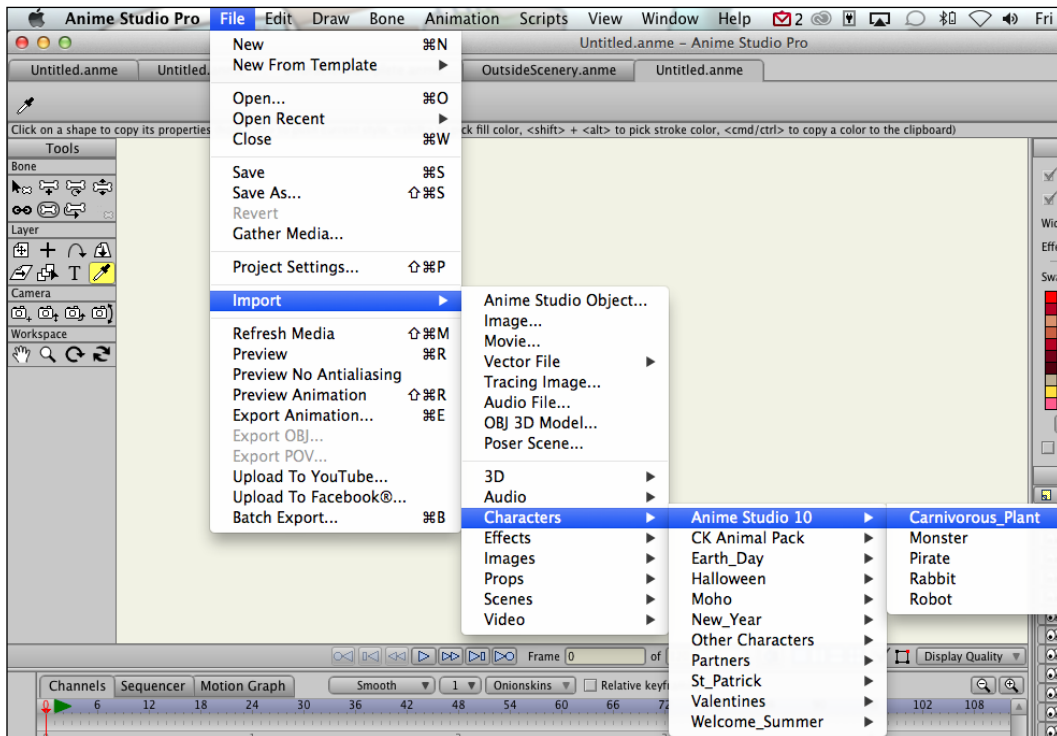 Anime Studio Pro File Edit Draw Bone Animation Scripts View Window Help 2 Fri
Untitled.anme – Anime Studio Pro
Untitled.anme Untitled. OutsideScenery.anme Untitled.anme
Click on a shape to copy its properties ck fill color, <shift> + <alt> to pick stroke color, <cmd/ctrl> to copy a color to the clipboard)
Tools
Bone
Layer
T
Camera
Workspace
New ⌘N
New From Template
Open... ⌘O
Open Recent
Close ⌘W
Save ⌘S
Save As... ⇧⌘S
Revert
Gather Media...
Project Settings... ⇧⌘P
Import
Refresh Media ⇧⌘M
Preview ⌘R
Preview No Antialiasing
Preview Animation ⇧⌘R
Export Animation... ⌘E
Export OBJ...
Export POV...
Upload To YouTube...
Upload To Facebook®...
Batch Export... ⌘B
Anime Studio Object...
Image...
Movie...
Vector File
Tracing Image...
Audio File...
OBJ 3D Model...
Poser Scene...
3D
Audio
Characters
Effects
Images
Props
Scenes
Video
Anime Studio 10
CK Animal Pack
Earth_Day
Halloween
Moho
New_Year
Other Characters
Partners
St_Patrick
Valentines
Welcome_Summer
Carnivorous_Plant
Monster
Pirate
Rabbit
Robot
Wid
Effe
Swa
Frame 0 of Display Quality
Channels Sequencer Motion Graph Smooth 1 Onionskins Relative keyfr
0 6 12 18 24 30 36 42 48 54 60 66 72 102 108